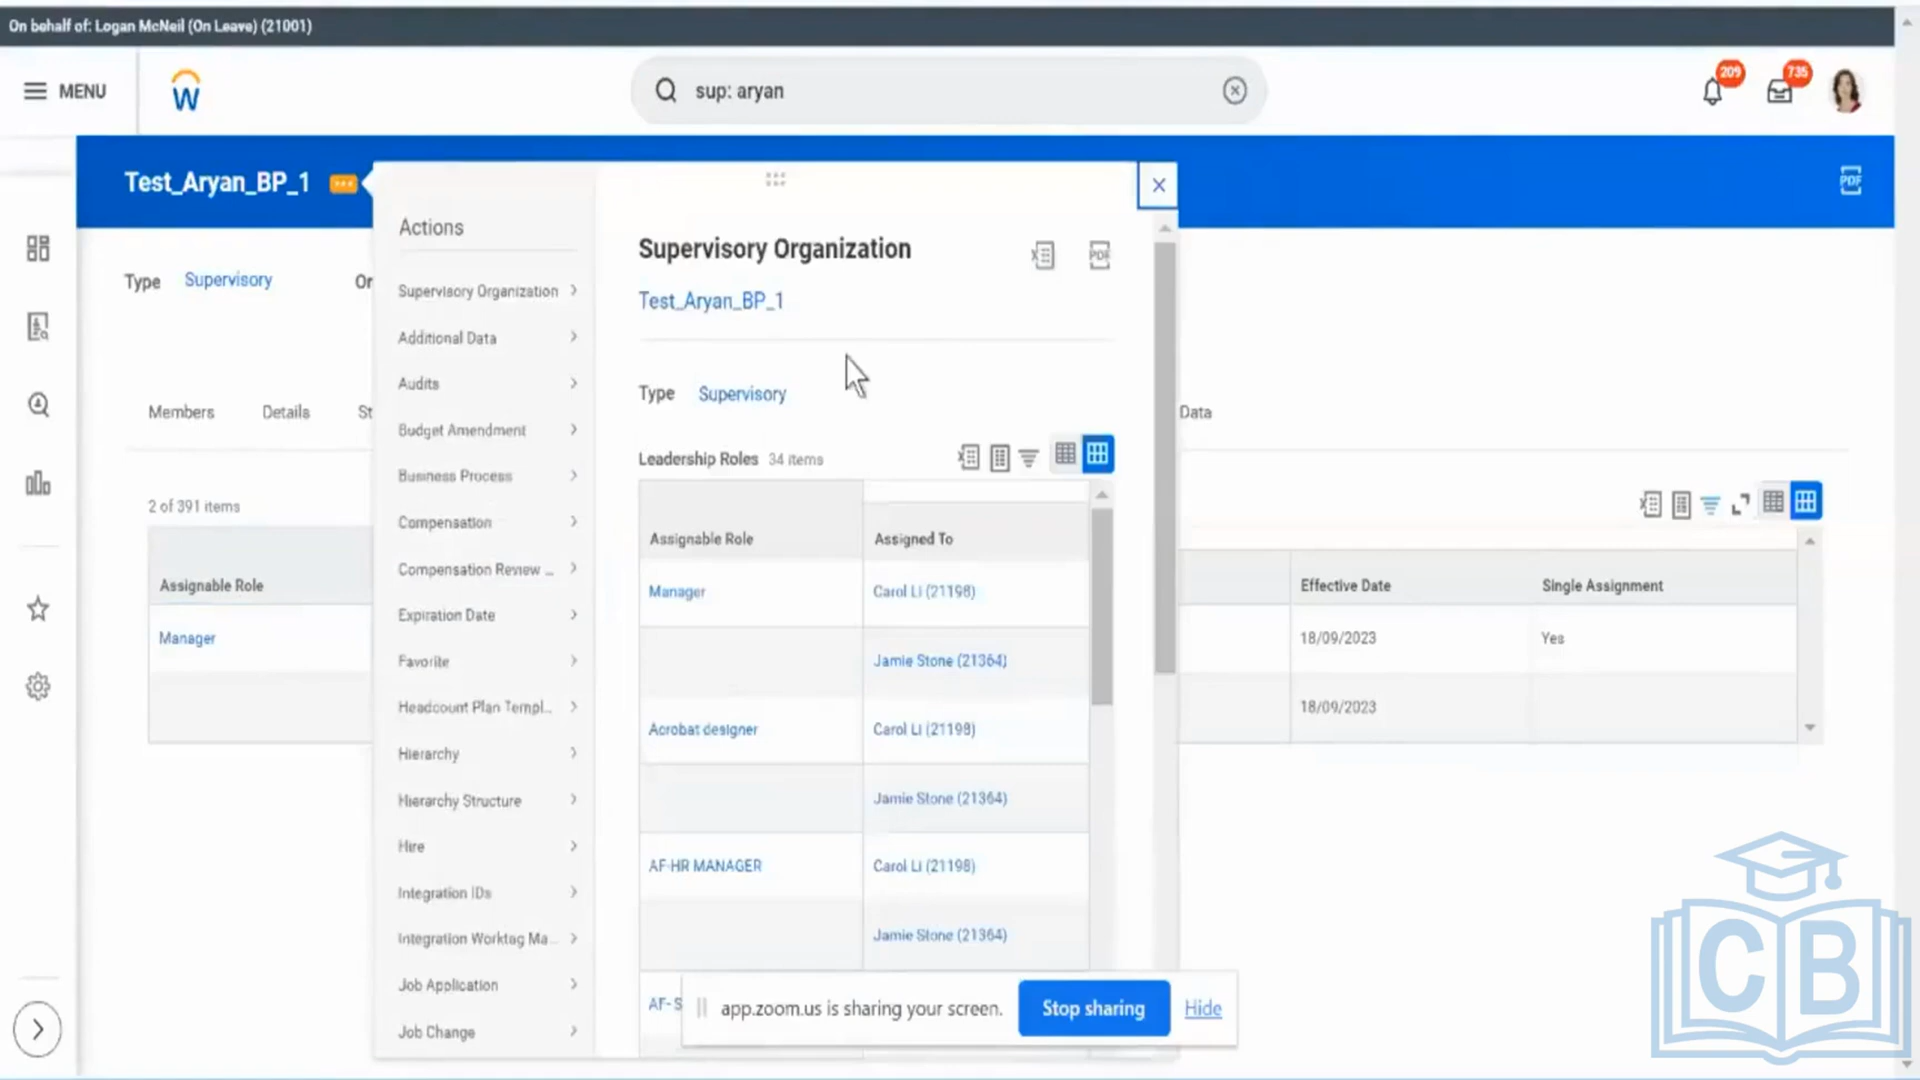 On behalf of: Logan McNeil (On Leave) (21001)
MENU
W
sup: aryan
209
735
Test_Aryan_BP_1
PDF
Type Supervisory
Or
Members Details St
Data
2 of 391 items
Assignable Role
Manager
Effective Date Single Assignment
18/09/2023 Yes
18/09/2023
Actions
Supervisory Organization
Additional Data
Audits
Budget Amendment
Business Process
Compensation
Compensation Review ...
Expiration Date
Favorite
Headcount Plan Templ...
Hierarchy
Hierarchy Structure
Hire
Integration IDs
Integration Worktag Ma...
Job Application
Job Change
Supervisory Organization
PDF
Test_Aryan_BP_1
Type Supervisory
Leadership Roles 34 items
Assignable Role Assigned To
Manager Carol Li (21198)
Jamie Stone (21364)
Acrobat designer Carol Li (21198)
Jamie Stone (21364)
AF-HR MANAGER Carol Li (21198)
Jamie Stone (21364)
AF-S
app.zoom.us is sharing your screen. Stop sharing Hide
CB